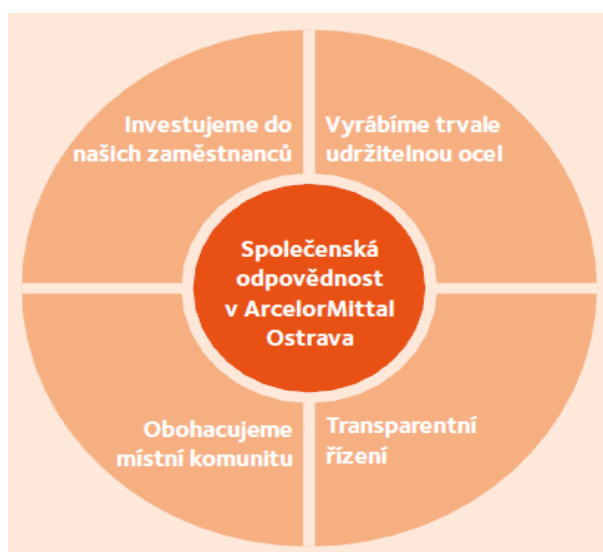 Investujeme do
našich zaměstnanců
Vyrábíme trvale
udržitelnou ocel
Společenská
odpovědnost
v ArcelorMittal
Ostrava
Obohacujeme
místní komunitu
Transparentní
řízení